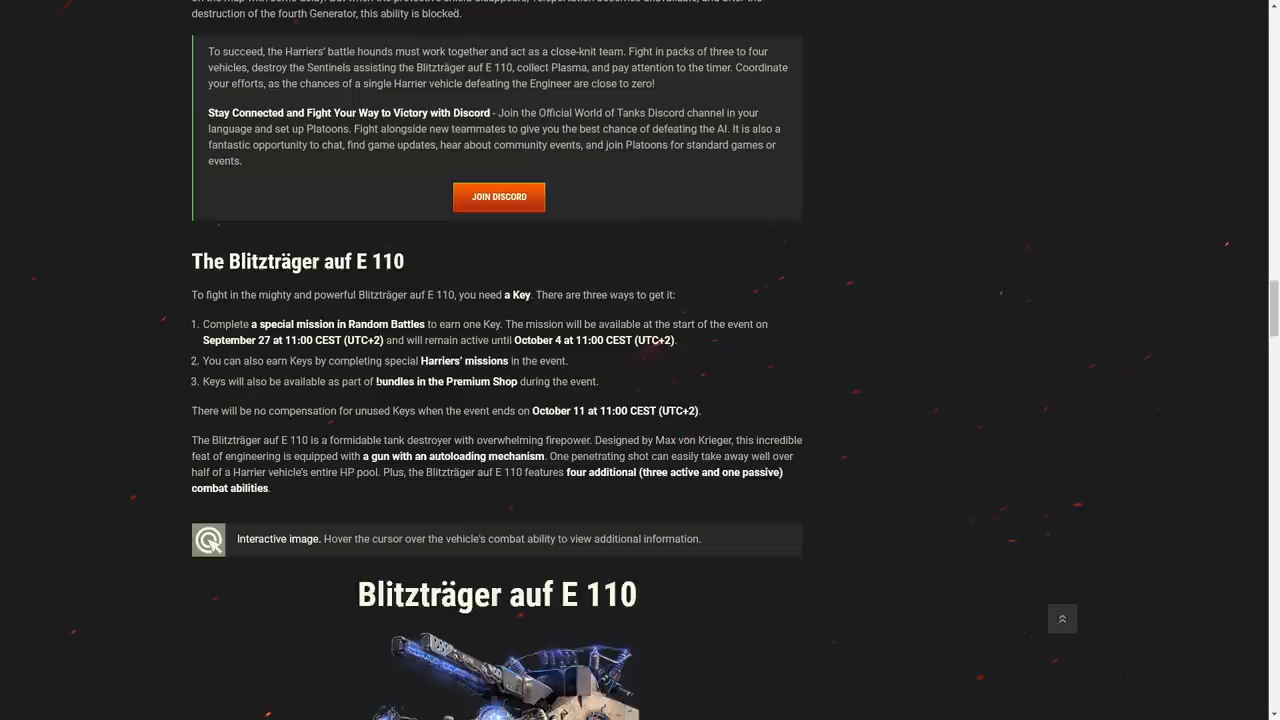 destruction of the fourth Generator, this ability is blocked.
To succeed, the Harriers' battle hounds must work together and act as a close-knit team. Fight in packs of three to four
vehicles, destroy the Sentinels assisting the Blitzträger auf E 110, collect Plasma, and pay attention to the timer. Coordinate
your efforts, as the chances of a single Harrier vehicle defeating the Engineer are close to zero!
Stay Connected and Fight Your Way to Victory with Discord - Join the Official World of Tanks Discord channel in your
language and set up Platoons. Fight alongside new teammates to give you the best chance of defeating the AI. It is also a
fantastic opportunity to chat, find game updates, hear about community events, and join Platoons for standard games or
events.
JOIN DISCORD
The Blitzträger auf E 110
To fight in the mighty and powerful Blitzträger auf E 110, you need a Key. There are three ways to get it:
1. Complete a special mission in Random Battles to earn one Key. The mission will be available at the start of the event on
September 27 at 11:00 CEST (UTC+2) and will remain active until October 4 at 11:00 CEST (UTC+2).
2. You can also earn Keys by completing special Harriers' missions in the event.
3. Keys will also be available as part of bundles in the Premium Shop during the event.
There will be no compensation for unused Keys when the event ends on October 11 at 11:00 CEST (UTC+2).
The Blitzträger auf E 110 is a formidable tank destroyer with overwhelming firepower. Designed by Max von Krieger, this incredible
feat of engineering is equipped with a gun with an autoloading mechanism. One penetrating shot can easily take away well over
half of a Harrier vehicle's entire HP pool. Plus, the Blitzträger auf E 110 features four additional (three active and one passive)
combat abilities.
Interactive image. Hover the cursor over the vehicle's combat ability to view additional information.
Blitzträger auf E 110